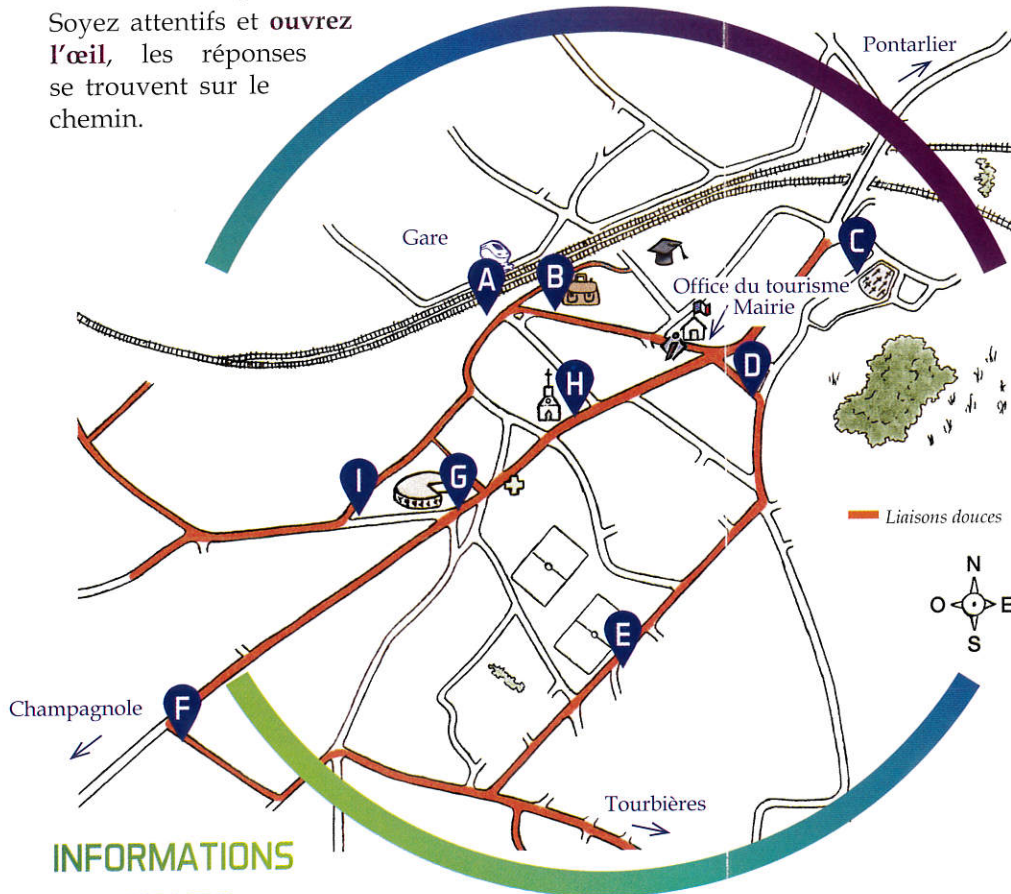 Soyez attentifs et ouvrez
l'œil, les réponses
se trouvent sur le
chemin.
Pontarlier
Gare
A
B
C
Office du tourisme
Mairie
D
H
I
G
Liaisons douces
N
O
E
S
E
Champagnole
F
Tourbières
INFORMATIONS